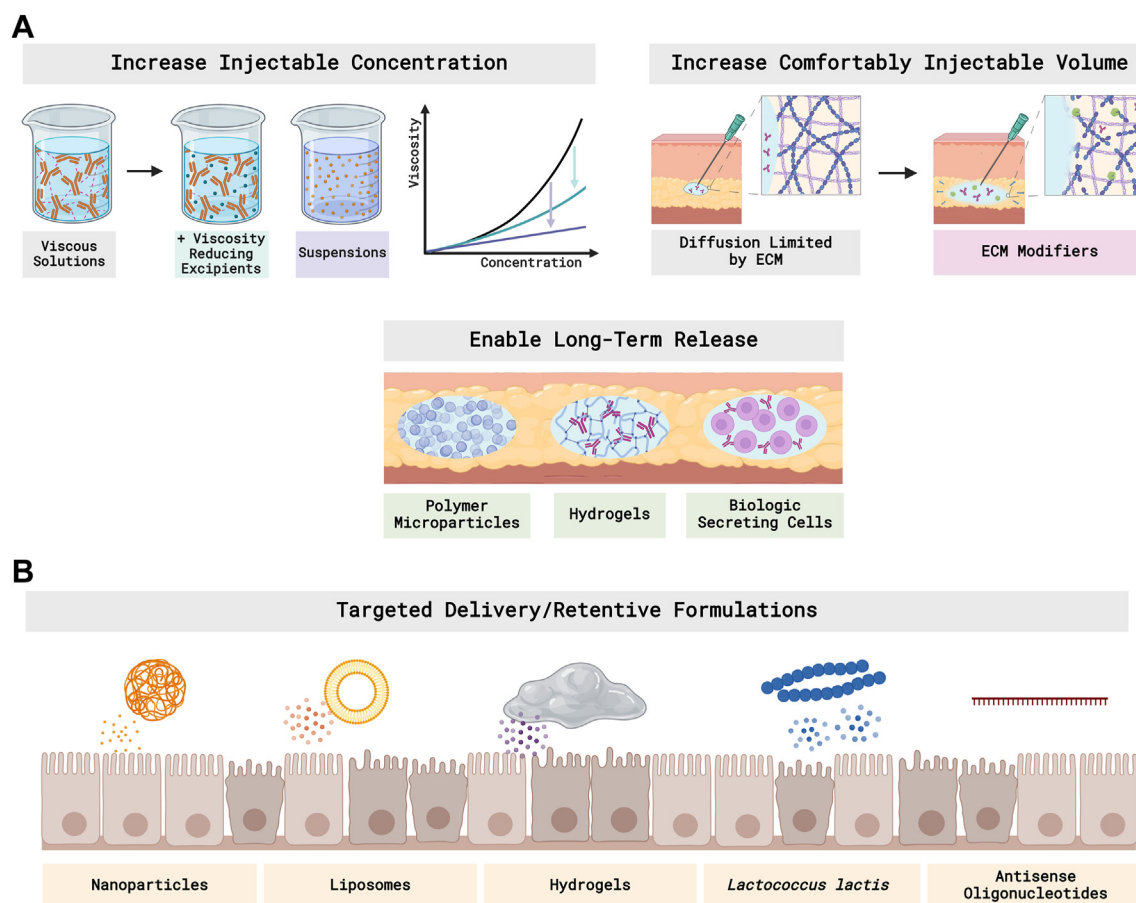 A
Increase Injectable Concentration
Viscous
Solutions
+ Viscosity
Reducing
Excipients
Suspensions
Viscosity
Concentration
Increase Comfortably Injectable Volume
Diffusion Limited
by ECM
ECM Modifiers
Enable Long-Term Release
Polymer
Microparticles
Hydrogels
Biologic
Secreting Cells
B
Targeted Delivery/Retentive Formulations
Nanoparticles
Liposomes
Hydrogels
Lactococcus lactis
Antisense
Oligonucleotides